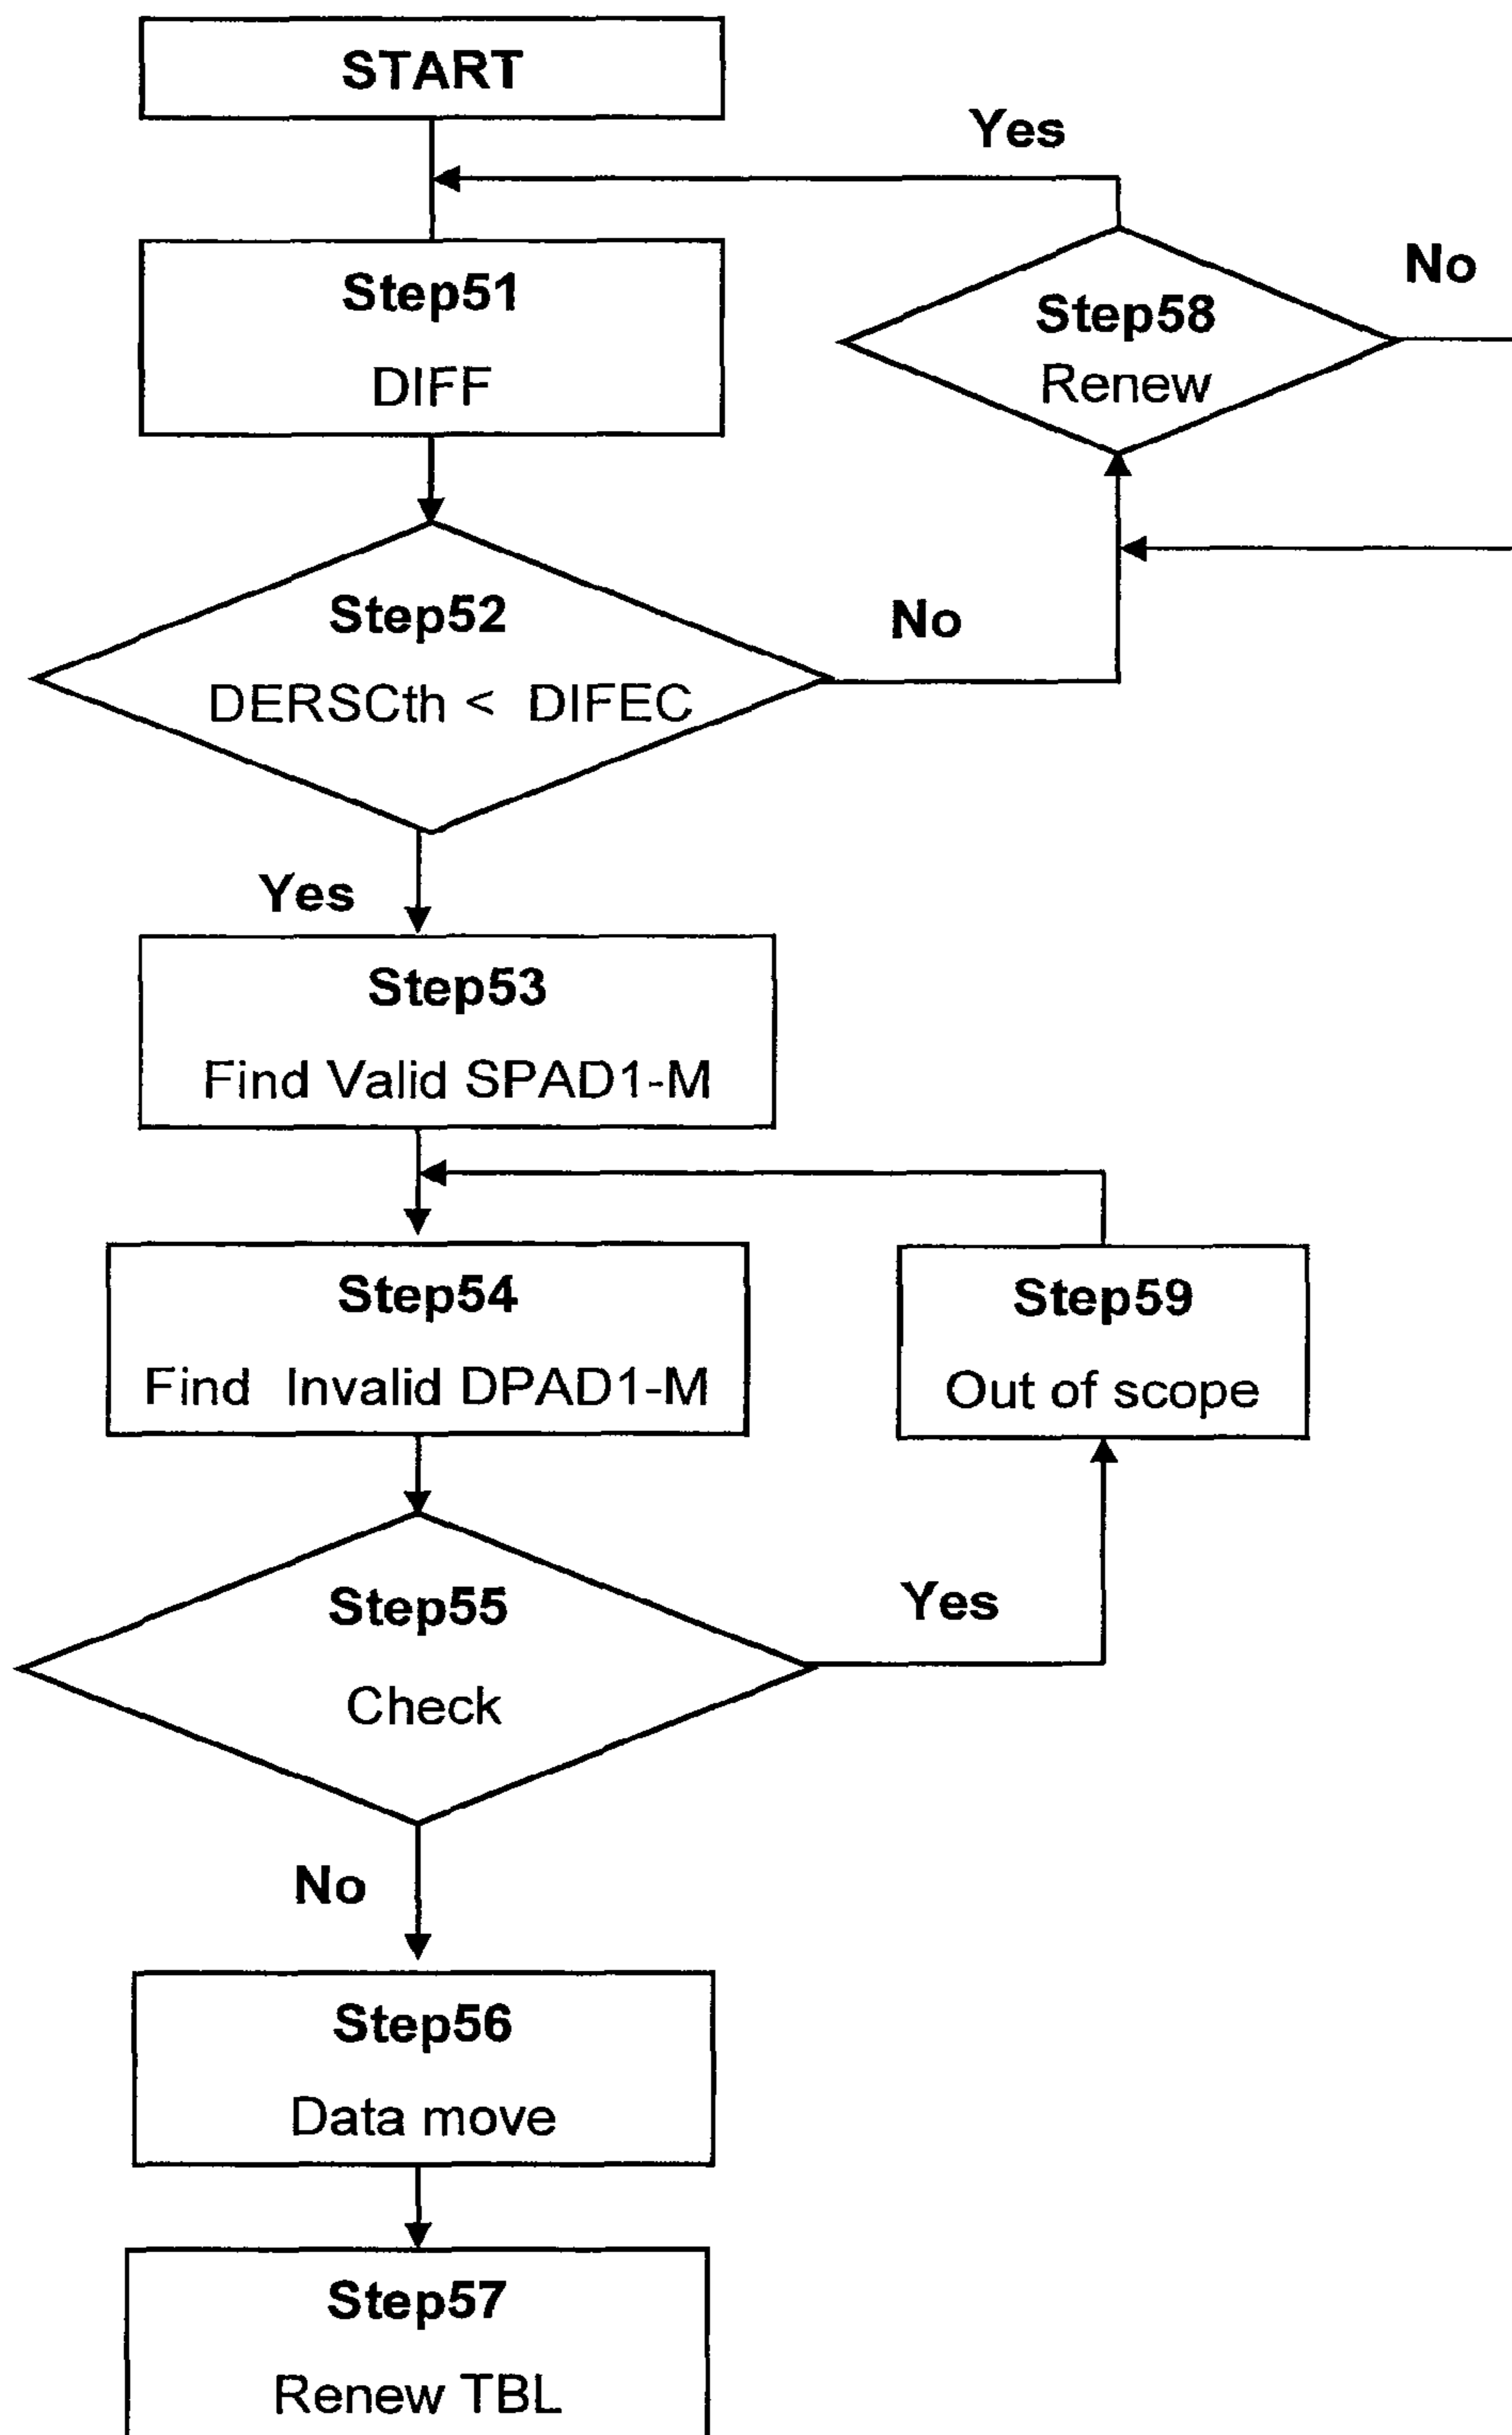 START
Yes
Step51
DIFF
No
Step58
Renew
Step52
DERSCth < DIFEC
No
Yes
Step53
Find Valid SPAD1-M
Step54
Find Invalid DPAD1-M
Step59
Out of scope
Step55
Check
Yes
No
Step56
Data move
Step57
Renew TBL